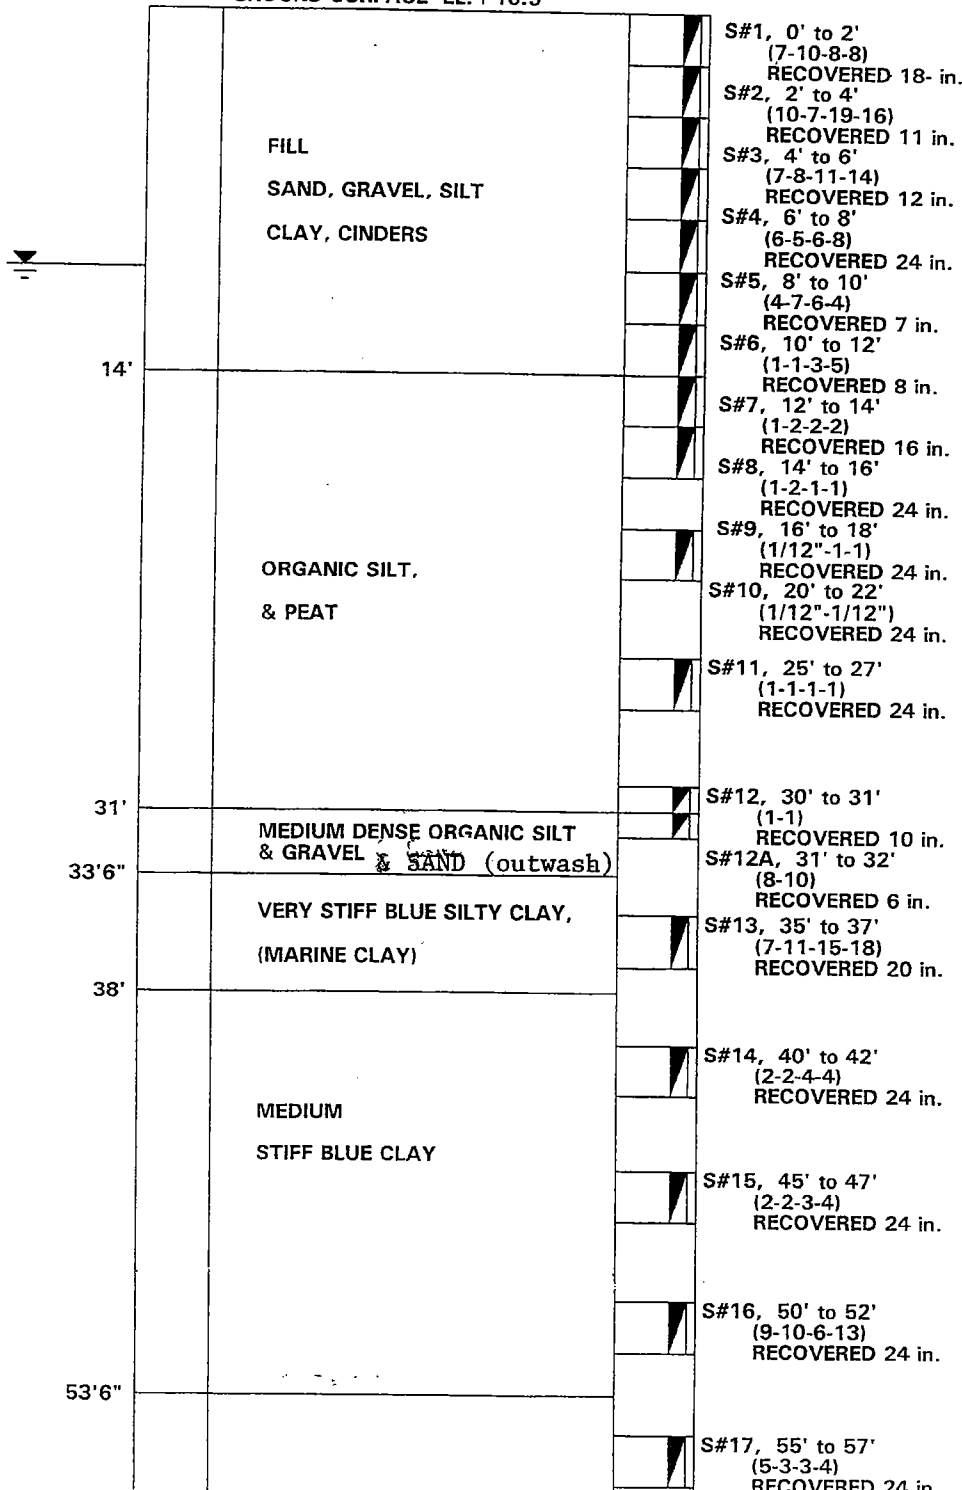 S#1, 0' to 2'
(7-10-8-8)
RECOVERED 18- in.
S#2, 2' to 4'
(10-7-19-16)
RECOVERED 11 in.
FILL
S#3, 4' to 6'
(7-8-11-14)
SAND, GRAVEL, SILT
RECOVERED 12 in.
S#4, 6' to 8'
CLAY, CINDERS
(6-5-6-8)
RECOVERED 24 in.
S#5, 8' to 10'
(4-7-6-4)
RECOVERED 7 in.
S#6, 10' to 12'
14'
(1-1-3-5)
RECOVERED 8 in.
S#7, 12' to 14'
(1-2-2-2)
RECOVERED 16 in.
S#8, 14' to 16'
(1-2-1-1)
RECOVERED 24 in.
S#9, 16' to 18'
(1/12"-1-1)
ORGANIC SILT,
RECOVERED 24 in.
S#10, 20' to 22'
& PEAT
(1/12"-1/12")
RECOVERED 24 in.
S#11, 25' to 27'
(1-1-1-1)
RECOVERED 24 in.
31'
S#12, 30' to 31'
(1-1)
MEDIUM DENSE ORGANIC SILT
RECOVERED 10 in.
& GRAVEL & SAND (outwash)
S#12A, 31' to 32'
33'6"
(8-10)
RECOVERED 6 in.
VERY STIFF BLUE SILTY CLAY,
S#13, 35' to 37'
(7-11-15-18)
(MARINE CLAY)
RECOVERED 20 in.
38'
S#14, 40' to 42'
(2-2-4-4)
RECOVERED 24 in.
MEDIUM
STIFF BLUE CLAY
S#15, 45' to 47'
(2-2-3-4)
RECOVERED 24 in.
S#16, 50' to 52'
(9-10-6-13)
RECOVERED 24 in.
53'6"
S#17, 55' to 57'
(5-3-3-4)
RECOVERED 24 in.